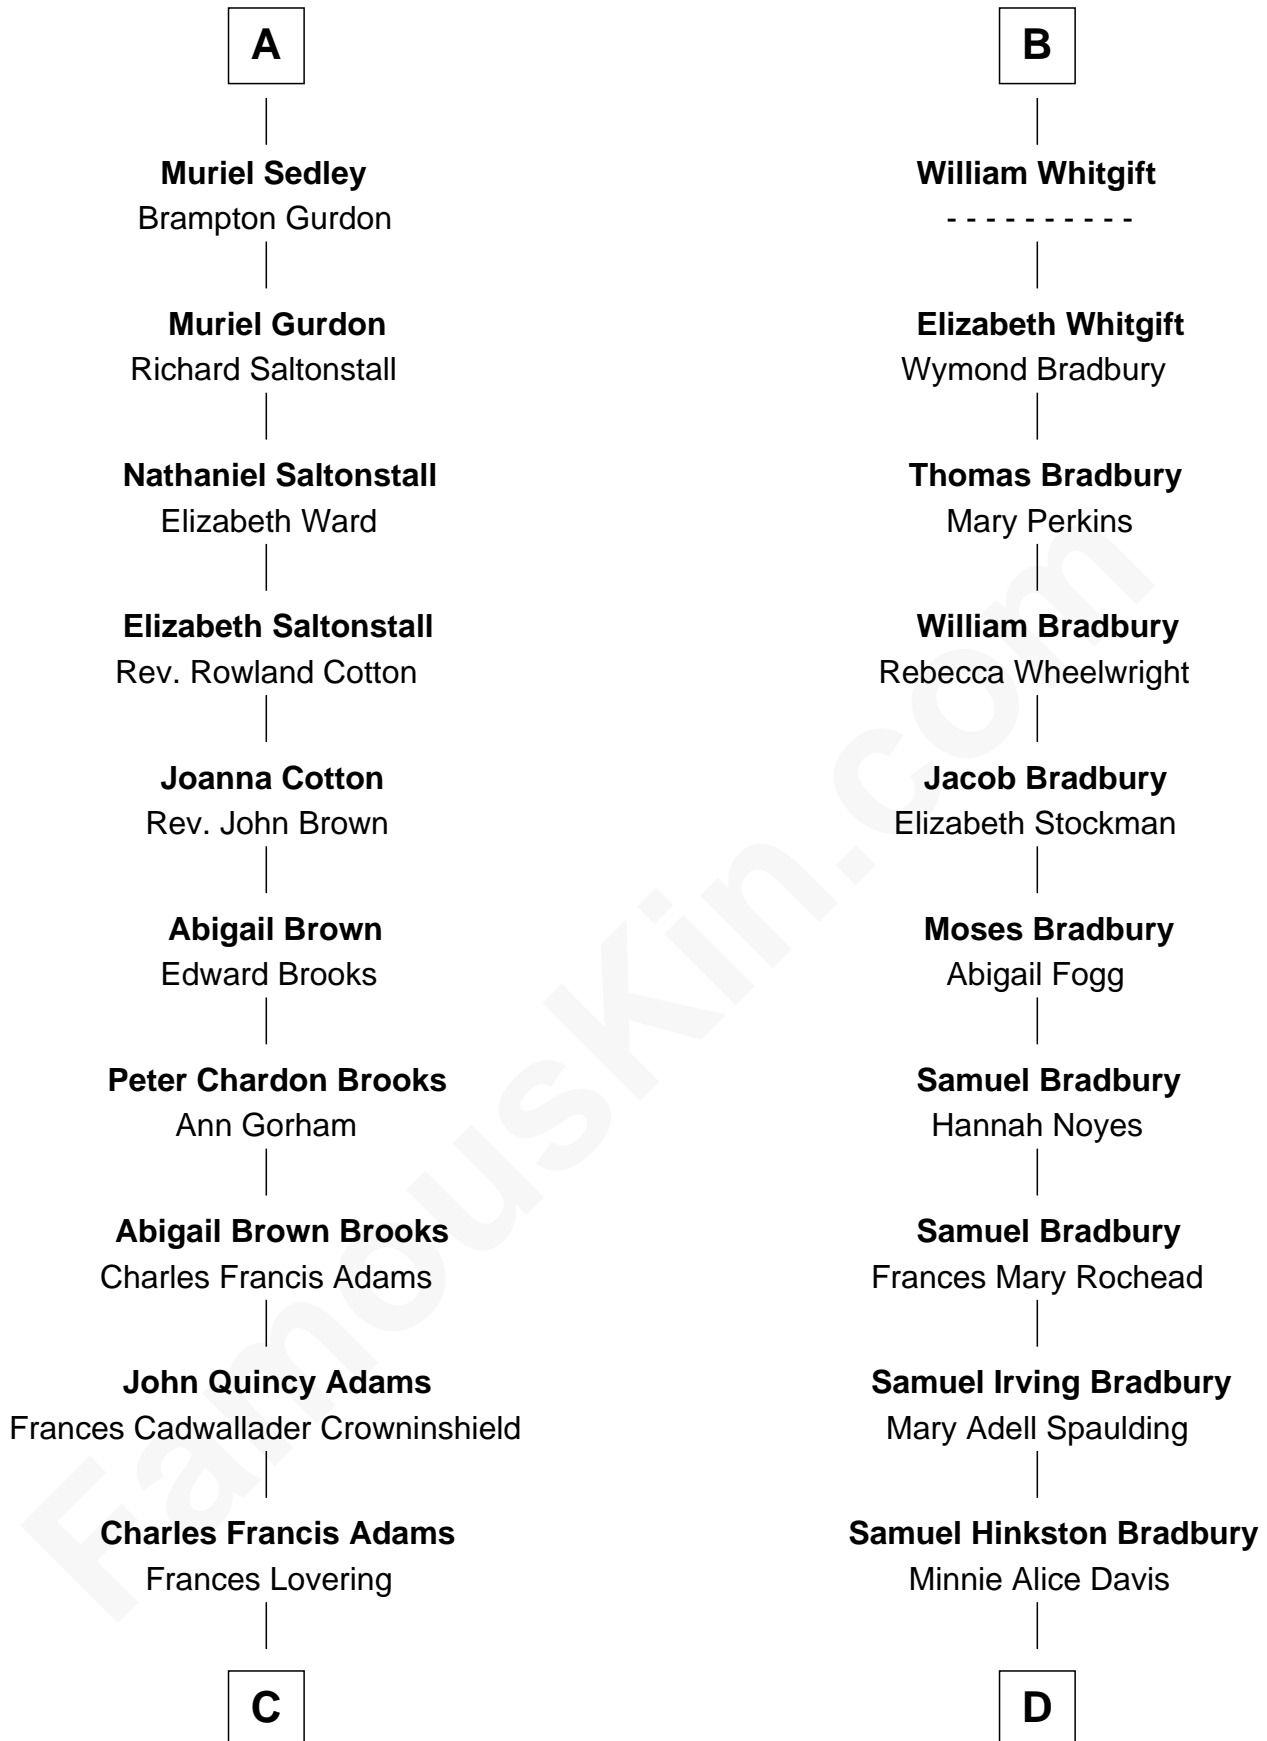 A
Muriel Sedley
Brampton Gurdon
Muriel Gurdon
Richard Saltonstall
Nathaniel Saltonstall
Elizabeth Ward
Elizabeth Saltonstall
Rev. Rowland Cotton
Joanna Cotton
Rev. John Brown
Abigail Brown
Edward Brooks
Peter Chardon Brooks
Ann Gorham
Abigail Brown Brooks
Charles Francis Adams
John Quincy Adams
Frances Cadwallader Crowninshield
Charles Francis Adams
Frances Lovering
C
B
William Whitgift
- - - - - - - - - -
Elizabeth Whitgift
Wymond Bradbury
Thomas Bradbury
Mary Perkins
William Bradbury
Rebecca Wheelwright
Jacob Bradbury
Elizabeth Stockman
Moses Bradbury
Abigail Fogg
Samuel Bradbury
Hannah Noyes
Samuel Bradbury
Frances Mary Rochead
Samuel Irving Bradbury
Mary Adell Spaulding
Samuel Hinkston Bradbury
Minnie Alice Davis
D
FamousKin.com